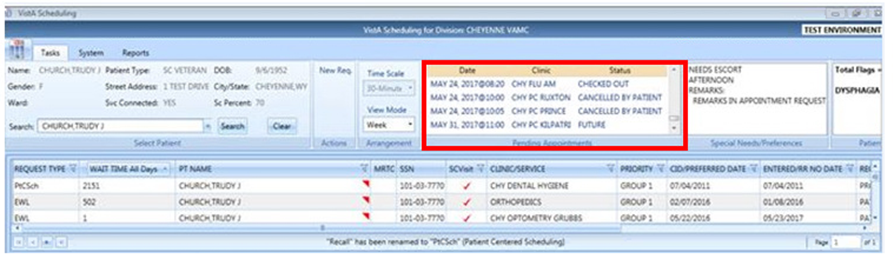 VistA Scheduling
VistA Scheduling for Division: CHEYENNE VAMC
TEST ENVIRONMENT
Tasks System Reports
Name: CHURCH,TRUDY J Patient Type: SC VETERAN DOB: 9/6/1952
Gender: F Street Address: 1 TEST DRIVE City/State: CHEYENNE,WY
Ward: Svc Connected: YES Sc Percent: 70
Search: CHURCH,TRUDY J Search Clear
Select Patient
New Req.
Actions
Time Scale
30-Minute
View Mode
Week
Arrangement
Date Clinic Status
MAY 24, 2017@08:20 CHY FLU AM CHECKED OUT
MAY 24, 2017@10:00 CHY PC RUXTON CANCELLED BY PATIENT
MAY 24, 2017@10:05 CHY PC PRINCE CANCELLED BY PATIENT
MAY 31, 2017@11:00 CHY PC KILPATRI FUTURE
Pending Appointments
NEEDS ESCORT
AFTERNOON
REMARKS:
REMARKS IN APPOINTMENT REQUEST
Special Needs/Preferences
Total Flags =
DYSPHAGIA
Patien
REQUEST TYPE WAIT TIME All Days PT NAME MRTC SSN SCVisit CLINIC/SERVICE PRIORITY CID/PREFERRED DATE ENTERED/RR NO DATE
PtCSch 2151 CHURCH,TRUDY J 101-03-7770 ✓ CHY DENTAL HYGIENE GROUP 1 07/04/2011 07/04/2011
EWL 502 CHURCH,TRUDY J 101-03-7770 ✓ ORTHOPEDICS GROUP 1 02/07/2016 01/08/2016
EWL 1 CHURCH,TRUDY J 101-03-7770 ✓ CHY OPTOMETRY GRUBBS GROUP 1 05/22/2016 05/23/2017
"Recall" has been renamed to "PtCSch" (Patient Centered Scheduling)
Page 1 of 1